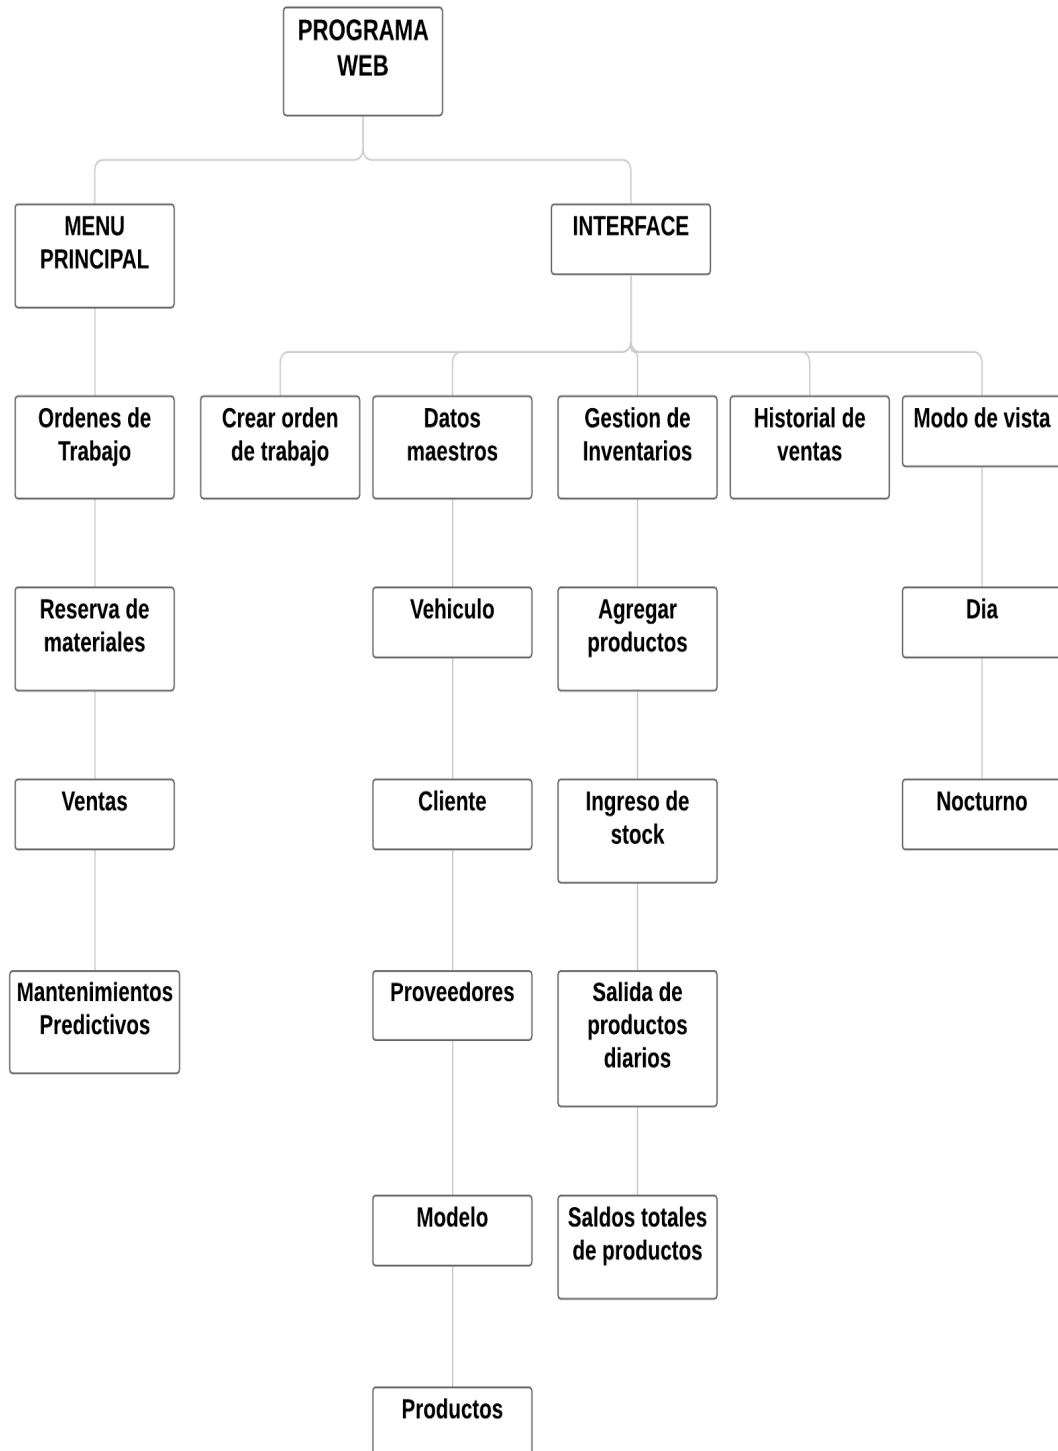 PROGRAMA
WEB
MENU
PRINCIPAL
INTERFACE
Ordenes de
Trabajo
Crear orden
de trabajo
Datos
maestros
Gestion de
Inventarios
Historial de
ventas
Modo de vista
Reserva de
materiales
Vehiculo
Agregar
productos
Dia
Ventas
Cliente
Ingreso de
stock
Nocturno
Mantenimientos
Predictivos
Proveedores
Salida de
productos
diarios
Modelo
Saldos totales
de productos
Productos